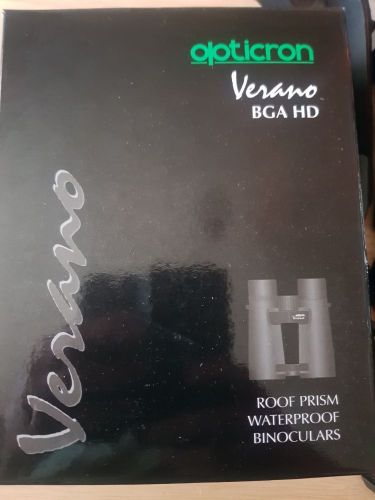 opticron
Verano
BGA HD
Verano
ROOF PRISM
WATERPROOF
BINOCULARS